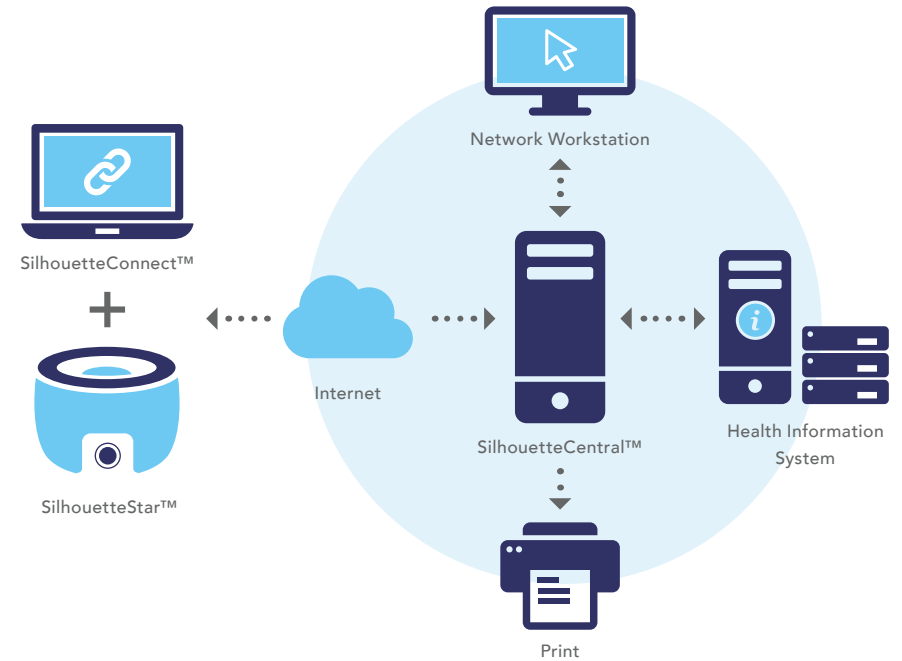 Network Workstation
SilhouetteConnect™
Internet
SilhouetteStar™
SilhouetteCentral™
i
Health Information
System
Print